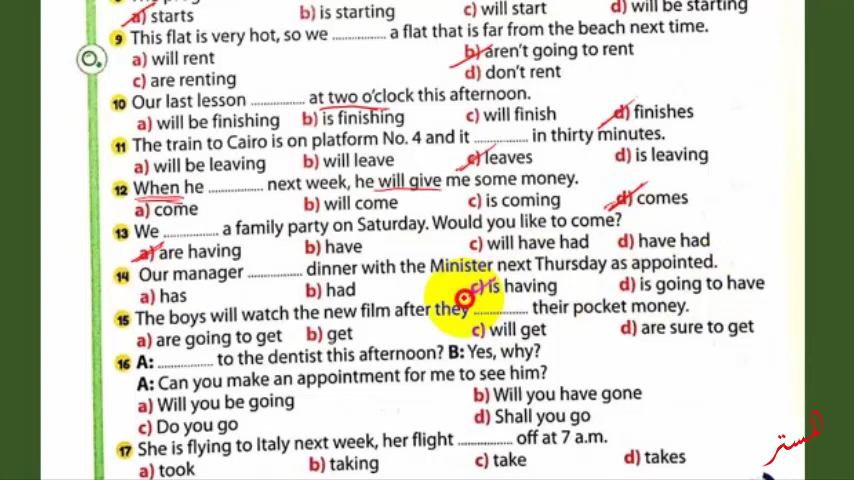 a) starts b) is starting c) will start d) will be starting
9 This flat is very hot, so we ............ a flat that is far from the beach next time.
a) will rent b) aren't going to rent
c) are renting d) don't rent
10 Our last lesson ............ at two o'clock this afternoon.
a) will be finishing b) is finishing c) will finish d) finishes
11 The train to Cairo is on platform No. 4 and it ............ in thirty minutes.
a) will be leaving b) will leave c) leaves d) is leaving
12 When he ............ next week, he will give me some money.
a) come b) will come c) is coming d) comes
13 We ............ a family party on Saturday. Would you like to come?
a) are having b) have c) will have had d) have had
14 Our manager ............ dinner with the Minister next Thursday as appointed.
a) has b) had c) is having d) is going to have
15 The boys will watch the new film after they ............ their pocket money.
a) are going to get b) get c) will get d) are sure to get
16 A: ............ to the dentist this afternoon? B: Yes, why?
A: Can you make an appointment for me to see him?
a) Will you be going b) Will you have gone
c) Do you go d) Shall you go
17 She is flying to Italy next week, her flight ............ off at 7 a.m.
a) took b) taking c) take d) takes
المستر